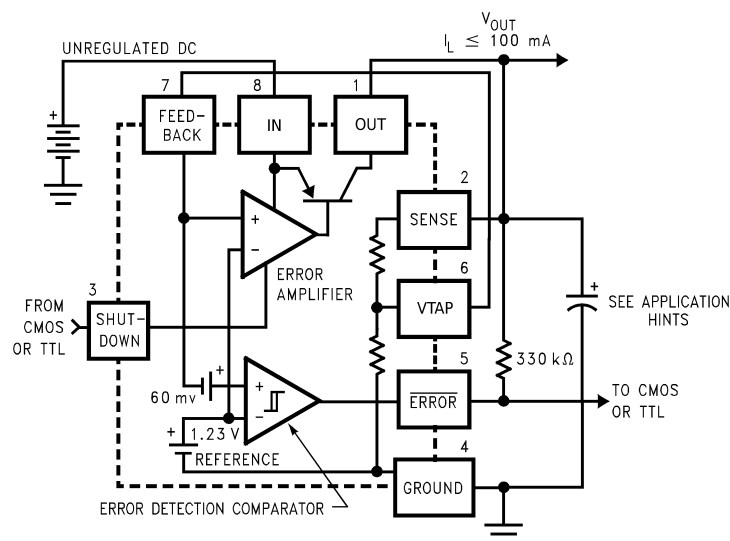 V_OUT
I_L ≤ 100 mA
UNREGULATED DC
7
8
1
+
FEED-
BACK
IN
OUT
2
SENSE
+
−
ERROR
AMPLIFIER
6
VTAP
3
FROM
CMOS
OR TTL
SHUT-
DOWN
+
SEE APPLICATION
HINTS
330 kΩ
5
ERROR
TO CMOS
OR TTL
60 mv
+
+
−
+
1.23 V
REFERENCE
4
GROUND
ERROR DETECTION COMPARATOR